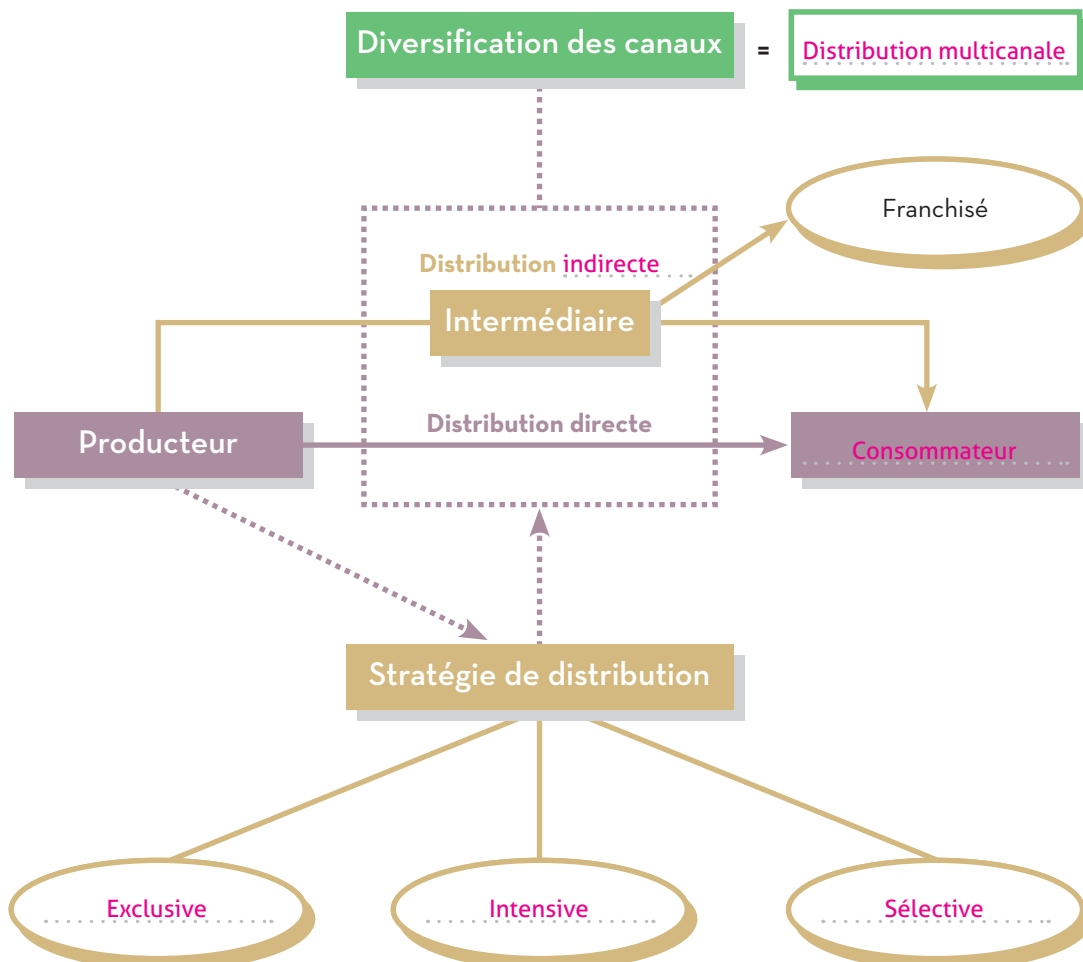 Diversification des canaux = Distribution multicanale
Franchisé
Distribution indirecte
Intermédiaire
Distribution directe
Producteur
Consommateur
Stratégie de distribution
Exclusive
Intensive
Sélective